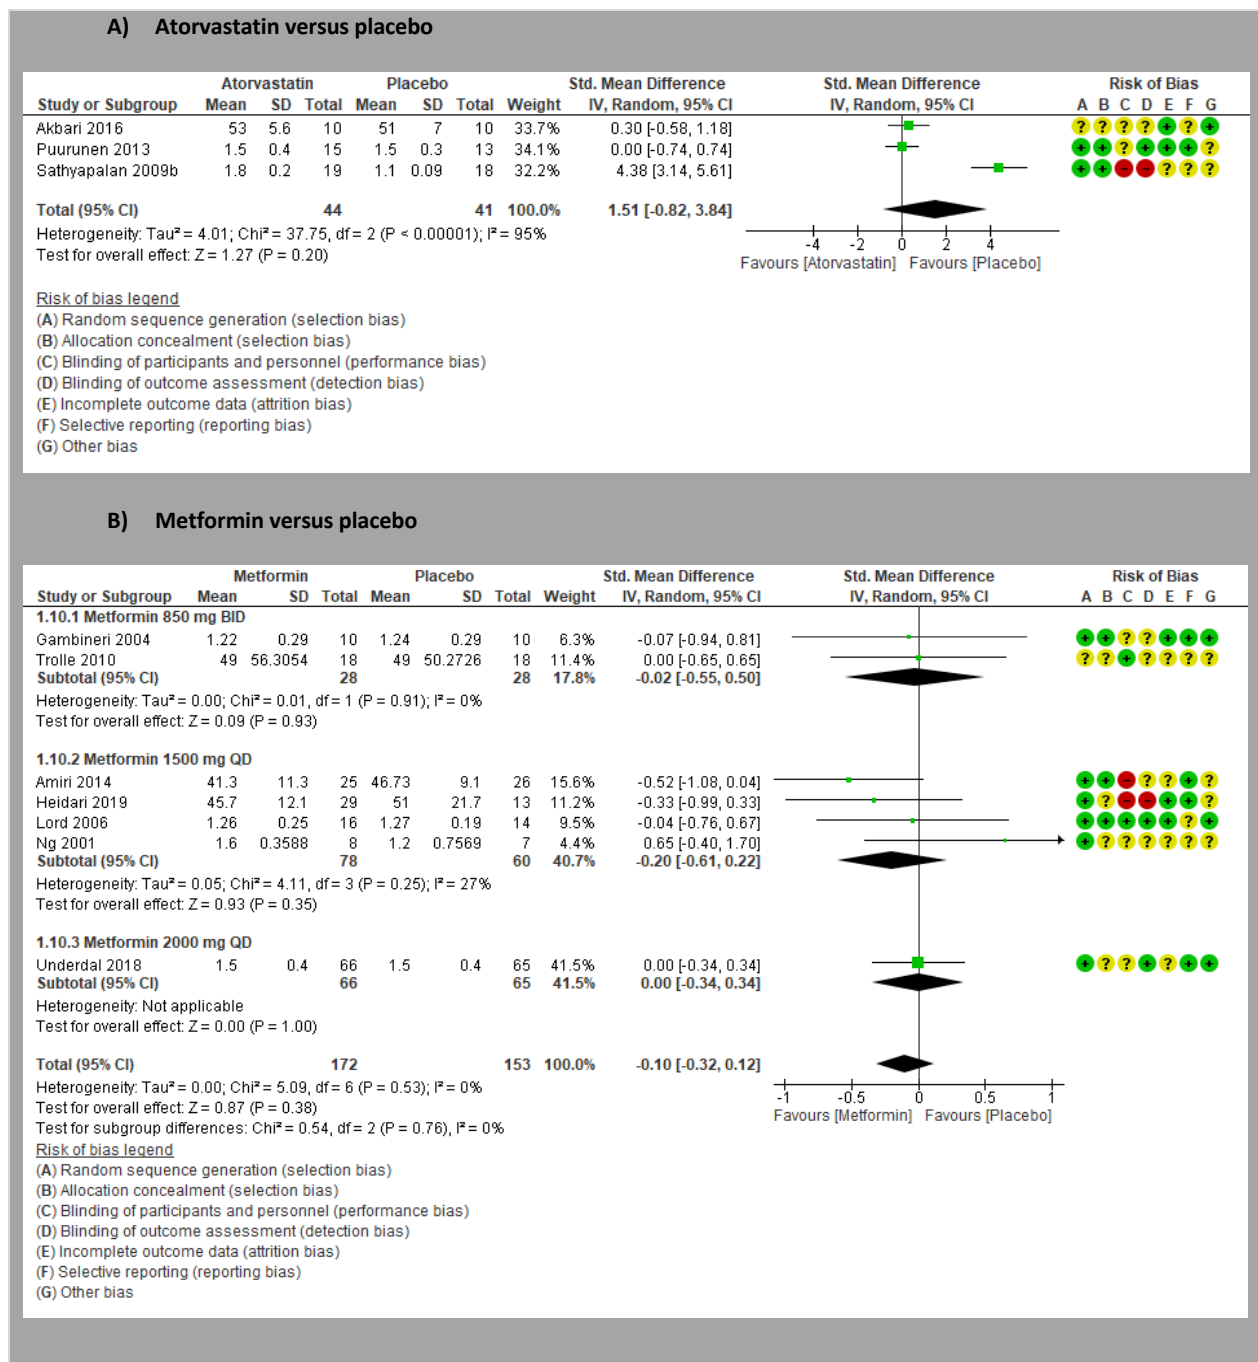 A) Atorvastatin versus placebo
Atorvastatin Placebo Std. Mean Difference Std. Mean Difference Risk of Bias
Study or Subgroup Mean SD Total Mean SD Total Weight IV, Random, 95% CI IV, Random, 95% CI A B C D E F G
Akbari 2016 53 5.6 10 51 7 10 33.7% 0.30 [-0.58, 1.18] ? ? ? ? + ? +
Puurunen 2013 1.5 0.4 15 1.5 0.3 13 34.1% 0.00 [-0.74, 0.74] + + ? + + + ?
Sathyapalan 2009b 1.8 0.2 19 1.1 0.09 18 32.2% 4.38 [3.14, 5.61] + + - - ? ? ?
Total (95% CI) 44 41 100.0% 1.51 [-0.82, 3.84]
Heterogeneity: Tau² = 4.01; Chi² = 37.75, df = 2 (P < 0.00001); I² = 95%
Test for overall effect: Z = 1.27 (P = 0.20)
-4 -2 0 2 4
Favours [Atorvastatin] Favours [Placebo]
Risk of bias legend
(A) Random sequence generation (selection bias)
(B) Allocation concealment (selection bias)
(C) Blinding of participants and personnel (performance bias)
(D) Blinding of outcome assessment (detection bias)
(E) Incomplete outcome data (attrition bias)
(F) Selective reporting (reporting bias)
(G) Other bias
B) Metformin versus placebo
Metformin Placebo Std. Mean Difference Std. Mean Difference Risk of Bias
Study or Subgroup Mean SD Total Mean SD Total Weight IV, Random, 95% CI IV, Random, 95% CI A B C D E F G
1.10.1 Metformin 850 mg BID
Gambineri 2004 1.22 0.29 10 1.24 0.29 10 6.3% -0.07 [-0.94, 0.81] + + ? ? + + +
Trolle 2010 49 56.3054 18 49 50.2726 18 11.4% 0.00 [-0.65, 0.65] ? ? + ? ? ? ?
Subtotal (95% CI) 28 28 17.8% -0.02 [-0.55, 0.50]
Heterogeneity: Tau² = 0.00; Chi² = 0.01, df = 1 (P = 0.91); I² = 0%
Test for overall effect: Z = 0.09 (P = 0.93)
1.10.2 Metformin 1500 mg QD
Amiri 2014 41.3 11.3 25 46.73 9.1 26 15.6% -0.52 [-1.08, 0.04] + + - ? ? + ?
Heidari 2019 45.7 12.1 29 51 21.7 13 11.2% -0.33 [-0.99, 0.33] + ? - - + + ?
Lord 2006 1.26 0.25 16 1.27 0.19 14 9.5% -0.04 [-0.76, 0.67] + + + + + ? +
Ng 2001 1.6 0.3588 8 1.2 0.7569 7 4.4% 0.65 [-0.40, 1.70] + ? ? ? ? ? ?
Subtotal (95% CI) 78 60 40.7% -0.20 [-0.61, 0.22]
Heterogeneity: Tau² = 0.05; Chi² = 4.11, df = 3 (P = 0.25); I² = 27%
Test for overall effect: Z = 0.93 (P = 0.35)
1.10.3 Metformin 2000 mg QD
Underdal 2018 1.5 0.4 66 1.5 0.4 65 41.5% 0.00 [-0.34, 0.34] + ? ? + ? + +
Subtotal (95% CI) 66 65 41.5% 0.00 [-0.34, 0.34]
Heterogeneity: Not applicable
Test for overall effect: Z = 0.00 (P = 1.00)
Total (95% CI) 172 153 100.0% -0.10 [-0.32, 0.12]
Heterogeneity: Tau² = 0.00; Chi² = 5.09, df = 6 (P = 0.53); I² = 0%
Test for overall effect: Z = 0.87 (P = 0.38)
Test for subgroup differences: Chi² = 0.54, df = 2 (P = 0.76), I² = 0%
-1 -0.5 0 0.5 1
Favours [Metformin] Favours [Placebo]
Risk of bias legend
(A) Random sequence generation (selection bias)
(B) Allocation concealment (selection bias)
(C) Blinding of participants and personnel (performance bias)
(D) Blinding of outcome assessment (detection bias)
(E) Incomplete outcome data (attrition bias)
(F) Selective reporting (reporting bias)
(G) Other bias